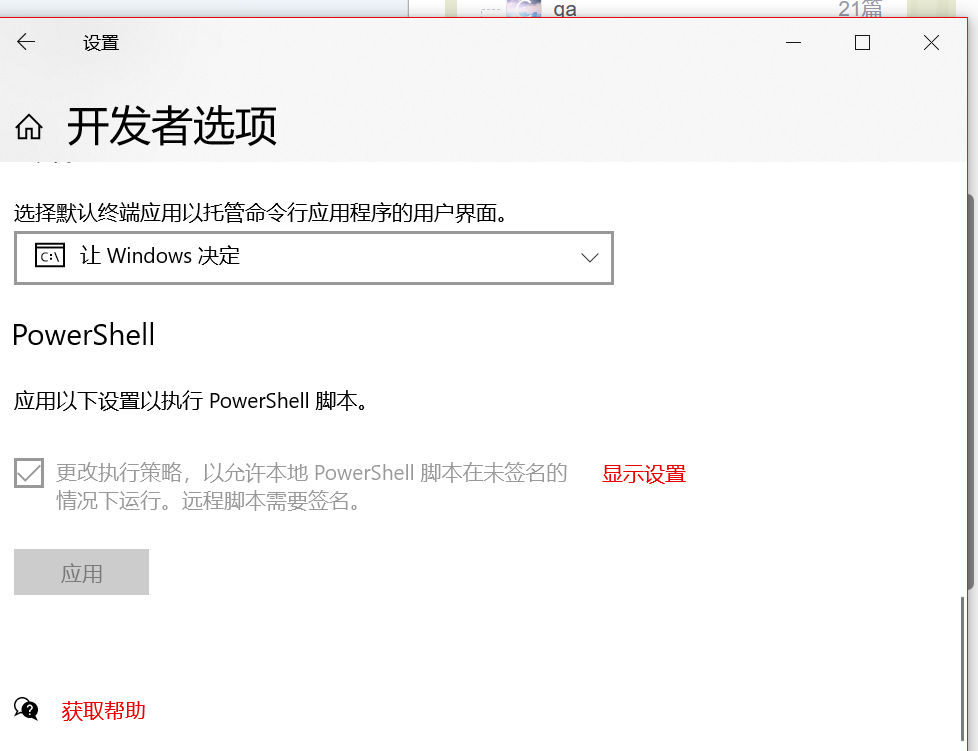 qa 21篇
设置
开发者选项
选择默认终端应用以托管命令行应用程序的用户界面。
C:\ 让 Windows 决定
PowerShell
应用以下设置以执行 PowerShell 脚本。
更改执行策略，以允许本地 PowerShell 脚本在未签名的 显示设置
情况下运行。远程脚本需要签名。
应用
获取帮助